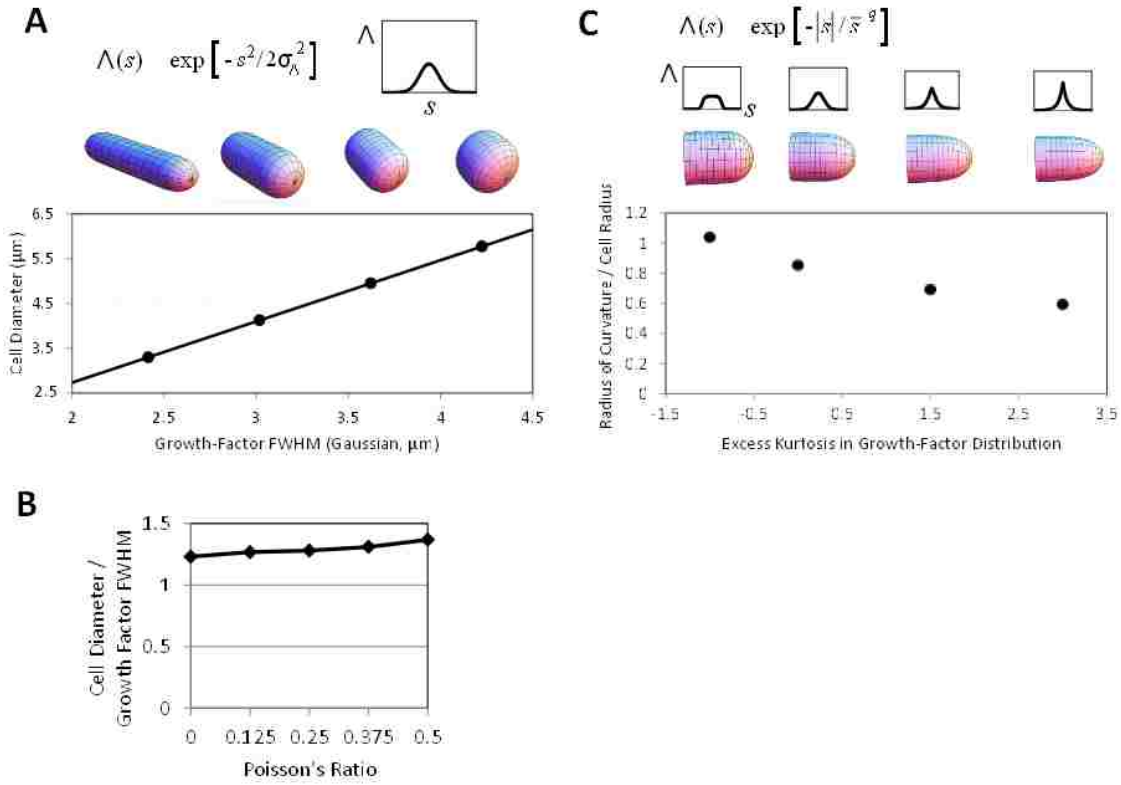 A
Λ(s) exp [-s²/2σ_Λ²]
Λ
s
6.5
5.5
4.5
3.5
2.5
Cell Diameter (μm)
2 2.5 3 3.5 4 4.5
Growth-Factor FWHM (Gaussian, μm)
B
1.5
1
0.5
0
Cell Diameter /
Growth Factor FWHM
0 0.125 0.25 0.375 0.5
Poisson's Ratio
C
Λ(s) exp [-|s|/s̄ ^q]
Λ
s
1.2
1
0.8
0.6
0.4
0.2
0
Radius of Curvature / Cell Radius
-1.5 -0.5 0.5 1.5 2.5 3.5
Excess Kurtosis in Growth-Factor Distribution